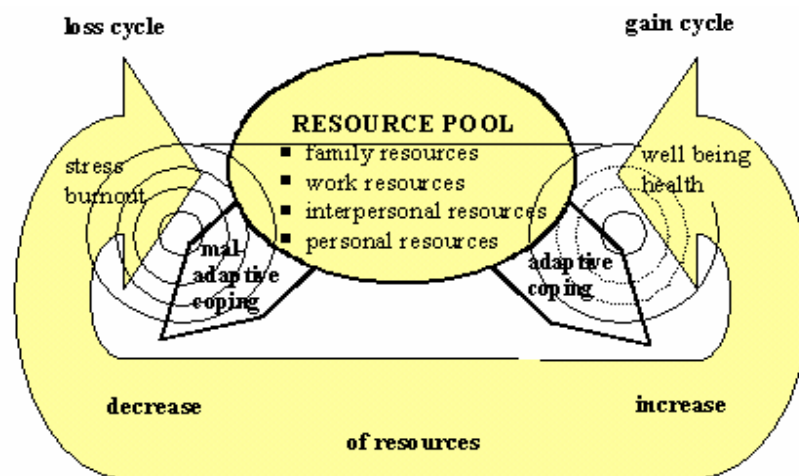 loss cycle
gain cycle
RESOURCE POOL
▪ family resources
▪ work resources
▪ interpersonal resources
▪ personal resources
stress
burnout
well being
health
mal
adaptive
coping
adaptive
coping
decrease
increase
of resources